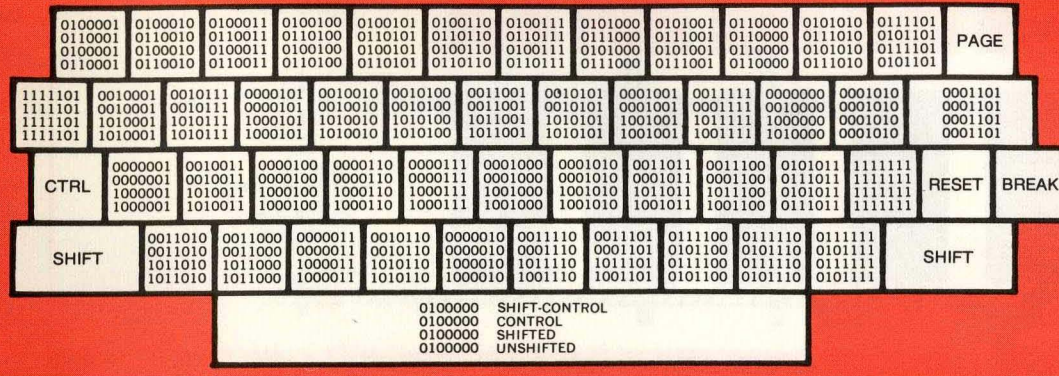 0100001 0100010 0100011 0100100 0100101 0100110 0100111 0101000 0101001 0110000 0101010 0111101
0110001 0110010 0110011 0110100 0110101 0110110 0110111 0111000 0111001 0110000 0111010 0101101
0100001 0100010 0100011 0100100 0100101 0100110 0100111 0101000 0101001 0110000 0101010 0111101
0110001 0110010 0110011 0110100 0110101 0110110 0110111 0111000 0111001 0110000 0111010 0101101
PAGE
1111101 0010001 0010111 0000101 0010010 0010100 0011001 0010101 0001001 0011111 0000000 0001010 0001101
1111101 0010001 0010111 0000101 0010010 0010100 0011001 0010101 0001001 0001111 0010000 0001010 0001101
1111101 1010001 1010111 1000101 1010010 1010100 1011001 1010101 1001001 1011111 1000000 0001010 0001101
1111101 1010001 1010111 1000101 1010010 1010100 1011001 1010101 1001001 1001111 1010000 0001010 0001101
CTRL
0000001 0010011 0000100 0000110 0000111 0001000 0001010 0011011 0011100 0101011 1111111
0000001 0010011 0000100 0000110 0000111 0001000 0001010 0001011 0001100 0111011 1111111
1000001 1010011 1000100 1000110 1000111 1001000 1001010 1011011 1011100 0101011 1111111
1000001 1010011 1000100 1000110 1000111 1001000 1001010 1001011 1001100 0111011 1111111
RESET
BREAK
SHIFT
0011010 0011000 0000011 0010110 0000010 0011110 0011101 0111100 0111110 0111111
0011010 0011000 0000011 0010110 0000010 0001110 0001101 0101100 0101110 0101111
1011010 1011000 1000011 1010110 1000010 1011110 1011101 0111100 0111110 0111111
1011010 1011000 1000011 1010110 1000010 1001110 1001101 0101100 0101110 0101111
SHIFT
0100000 SHIFT-CONTROL
0100000 CONTROL
0100000 SHIFTED
0100000 UNSHIFTED